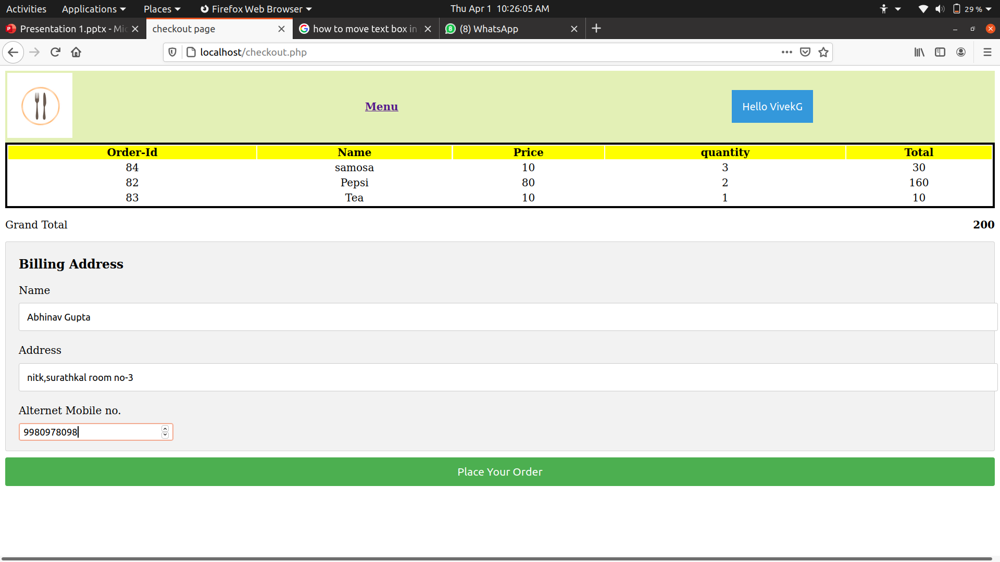 Activities Applications Places Firefox Web Browser Thu Apr 1 10:26:05 AM 29 %
Presentation 1.pptx - Mic checkout page how to move text box in (8) WhatsApp
localhost/checkout.php
Menu Hello VivekG
Order-Id Name Price quantity Total
84 samosa 10 3 30
82 Pepsi 80 2 160
83 Tea 10 1 10
Grand Total 200
Billing Address
Name
Abhinav Gupta
Address
nitk,surathkal room no-3
Alternet Mobile no.
9980978098
Place Your Order